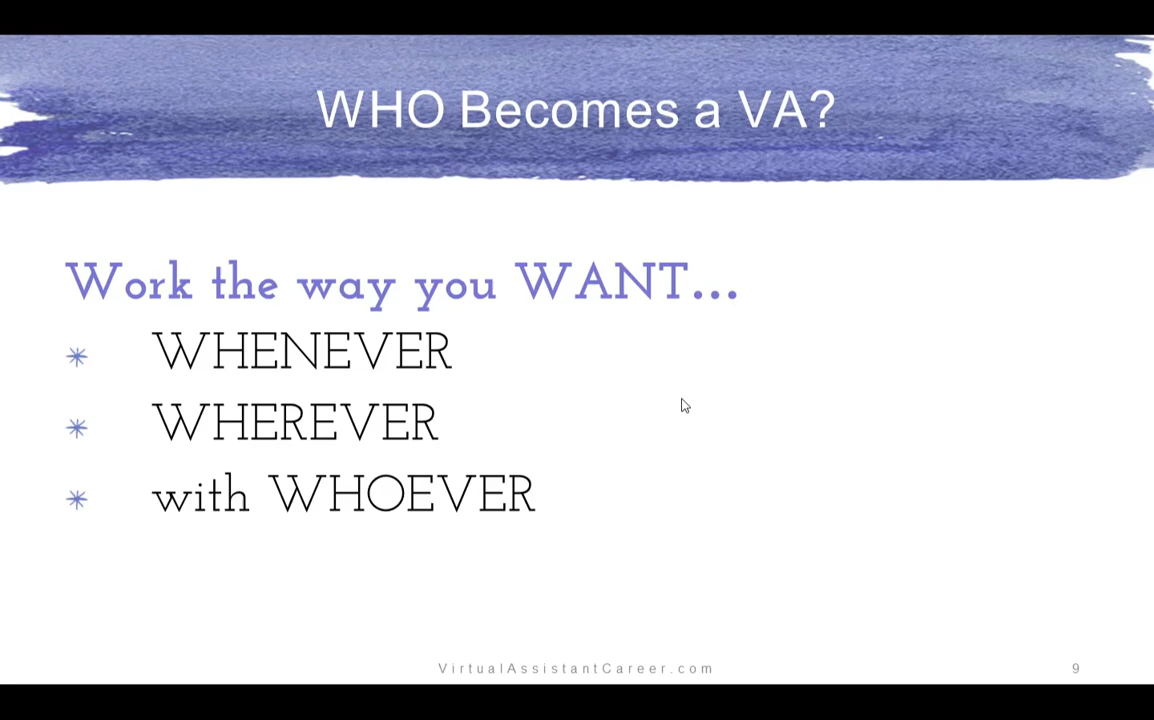 WHO Becomes a VA?
Work the way you WANT...
WHENEVER
WHEREVER
with WHOEVER
VirtualAssistantCareer.com
9